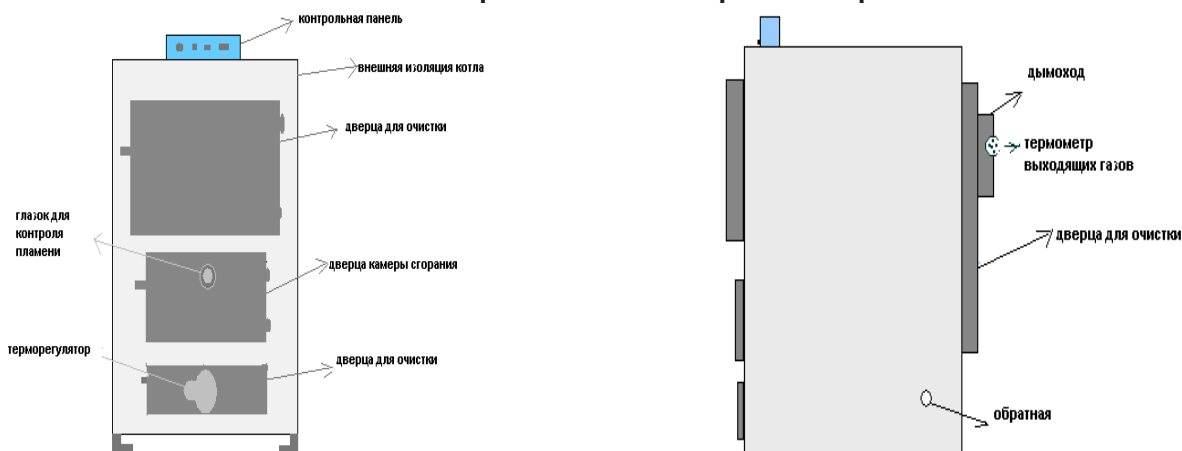 контрольная панель
внешняя изоляция котла
дверца для очистки
глазок для
контроля
пламени
дверца камеры сгорания
терморегулятор
дверца для очистки
дымоход
термометр
выходящих газов
дверца для очистки
обратная